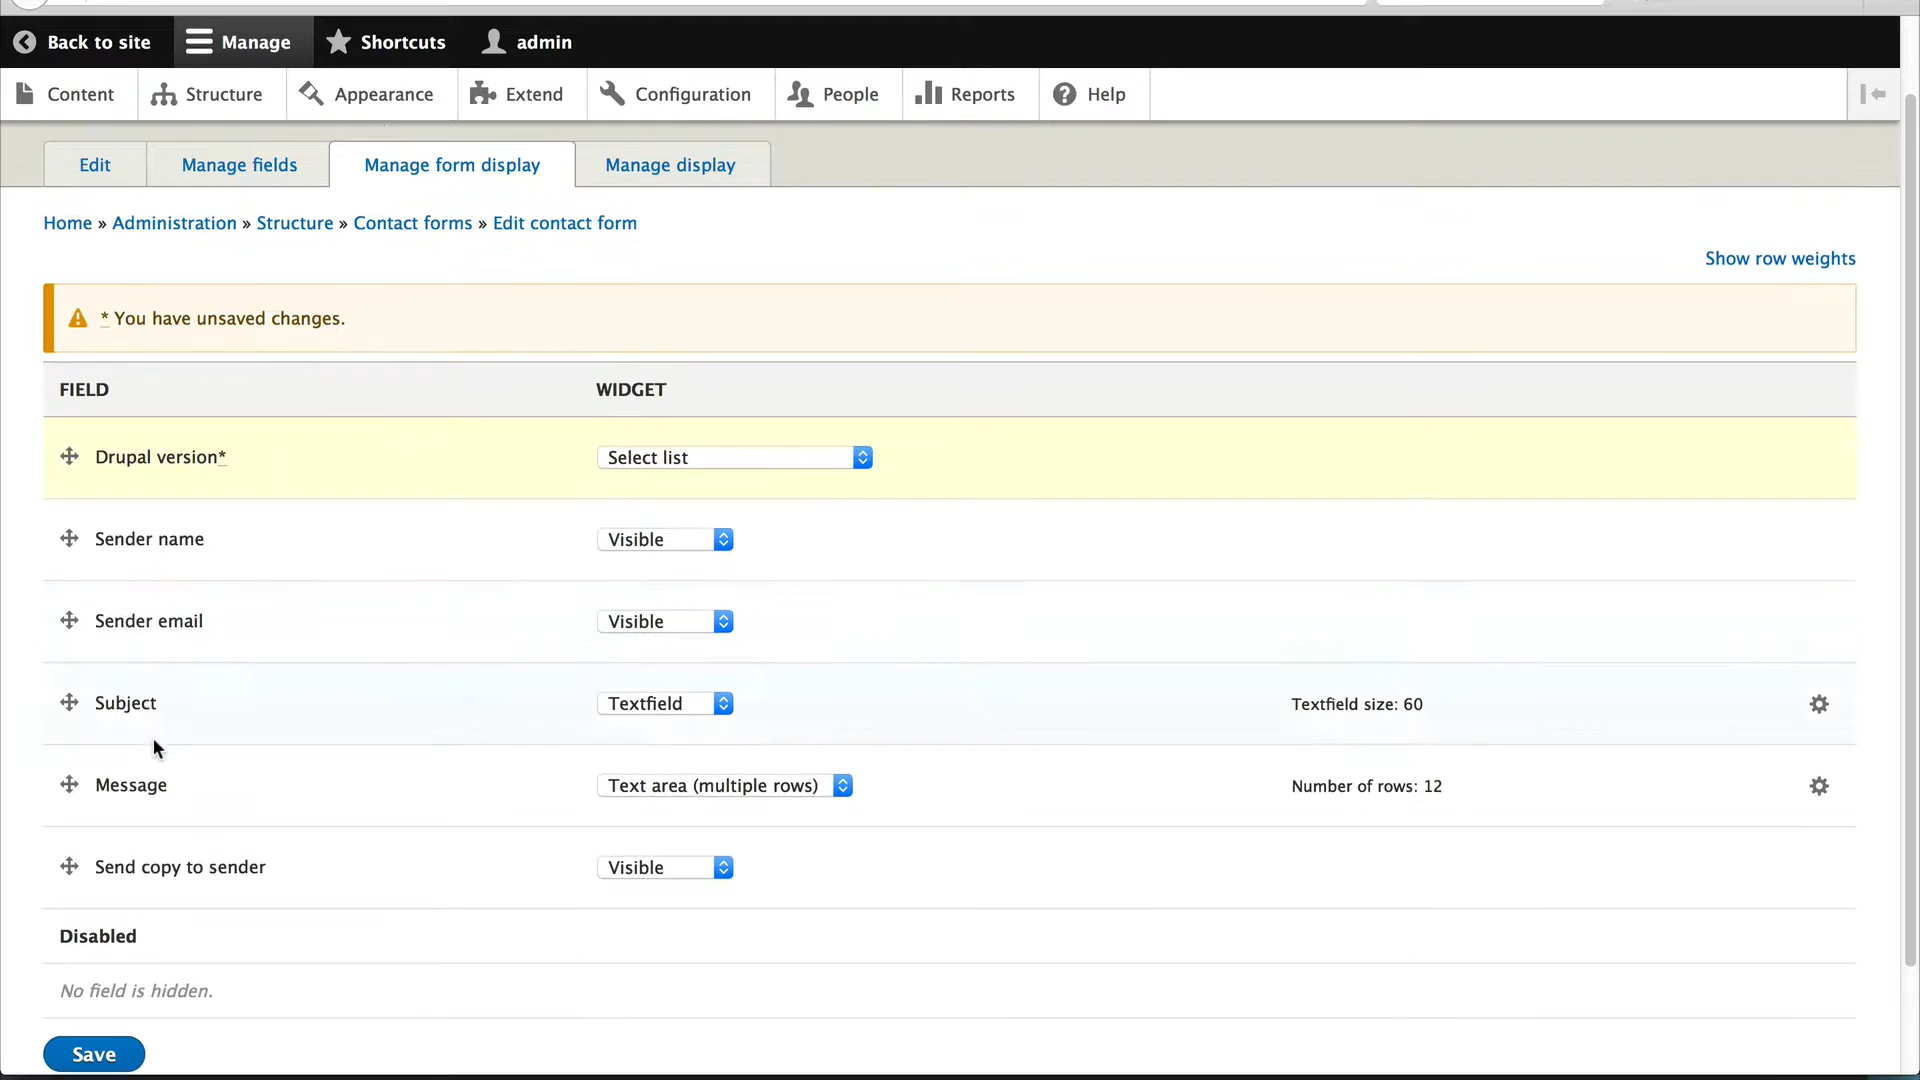 Back to site Manage Shortcuts admin
Content Structure Appearance Extend Configuration People Reports Help
Edit Manage fields Manage form display Manage display
Home » Administration » Structure » Contact forms » Edit contact form
Show row weights
* You have unsaved changes.
FIELD WIDGET
Drupal version* Select list
Sender name Visible
Sender email Visible
Subject Textfield Textfield size: 60
Message Text area (multiple rows) Number of rows: 12
Send copy to sender Visible
Disabled
No field is hidden.
Save